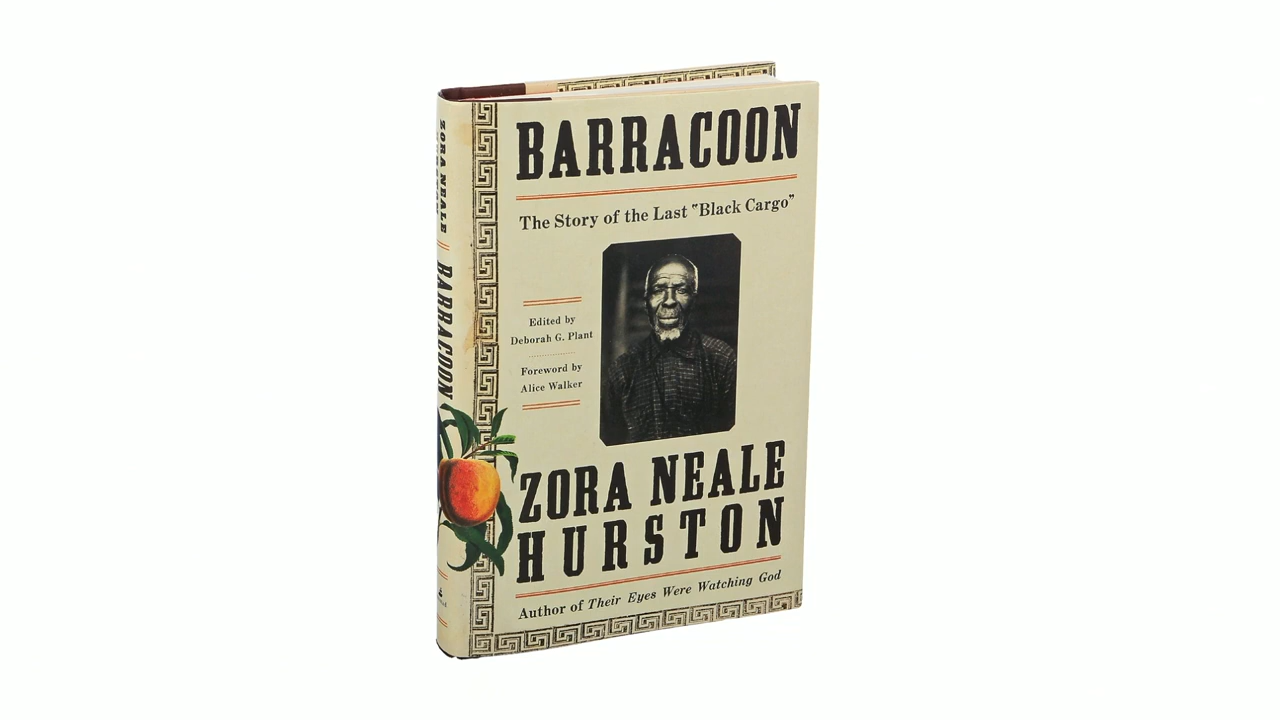 BARRACOON
The Story of the Last "Black Cargo"
Edited by
Deborah G. Plant
Foreword by
Alice Walker
ZORA NEALE
HURSTON
Author of Their Eyes Were Watching God
ZORA NEALE
BARRACOON